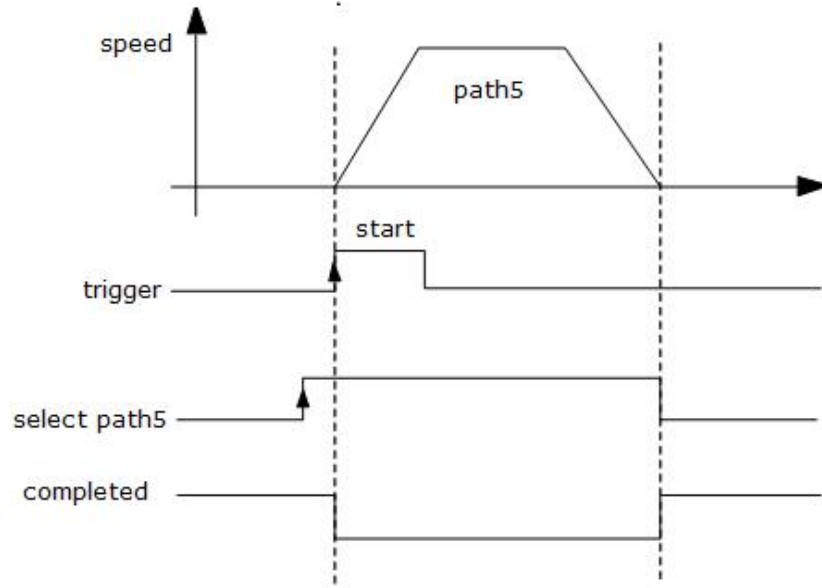 speed
path5
start
trigger
select path5
completed